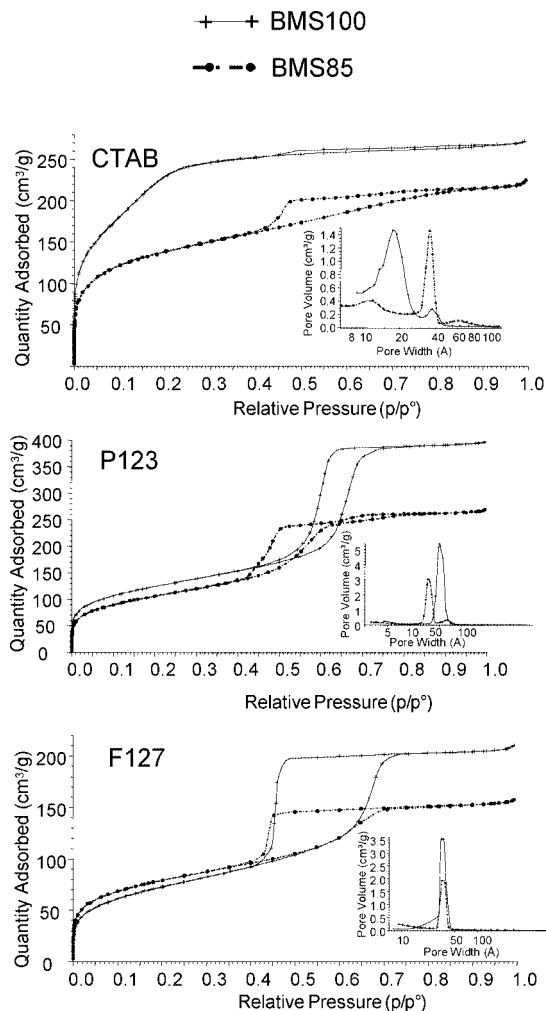 BMS100
BMS85
CTAB
Quantity Adsorbed (cm³/g)
250
200
150
100
50
0.0 0.1 0.2 0.3 0.4 0.5 0.6 0.7 0.8 0.9 1.0
Relative Pressure (p/p°)
Pore Volume (cm³/g)
1.6
1.4
1.2
1.0
0.8
0.6
0.4
0.2
0.0
8 10 20 40 60 80 100
Pore Width (A)
P123
Quantity Adsorbed (cm³/g)
400
350
300
250
200
150
100
50
0
0.0 0.1 0.2 0.3 0.4 0.5 0.6 0.7 0.8 0.9 1.0
Relative Pressure (p/p°)
Pore Volume (cm³/g)
5
4
3
2
1
0
5 10 50 100
Pore Width (A)
F127
Quantity Adsorbed (cm³/g)
200
150
100
50
0
0.0 0.1 0.2 0.3 0.4 0.5 0.6 0.7 0.8 0.9 1.0
Relative Pressure (p/p°)
Pore Volume (cm³/g)
3.5
3.0
2.5
2.0
1.5
1.0
0.5
0.0
10 50 100
Pore Width (A)